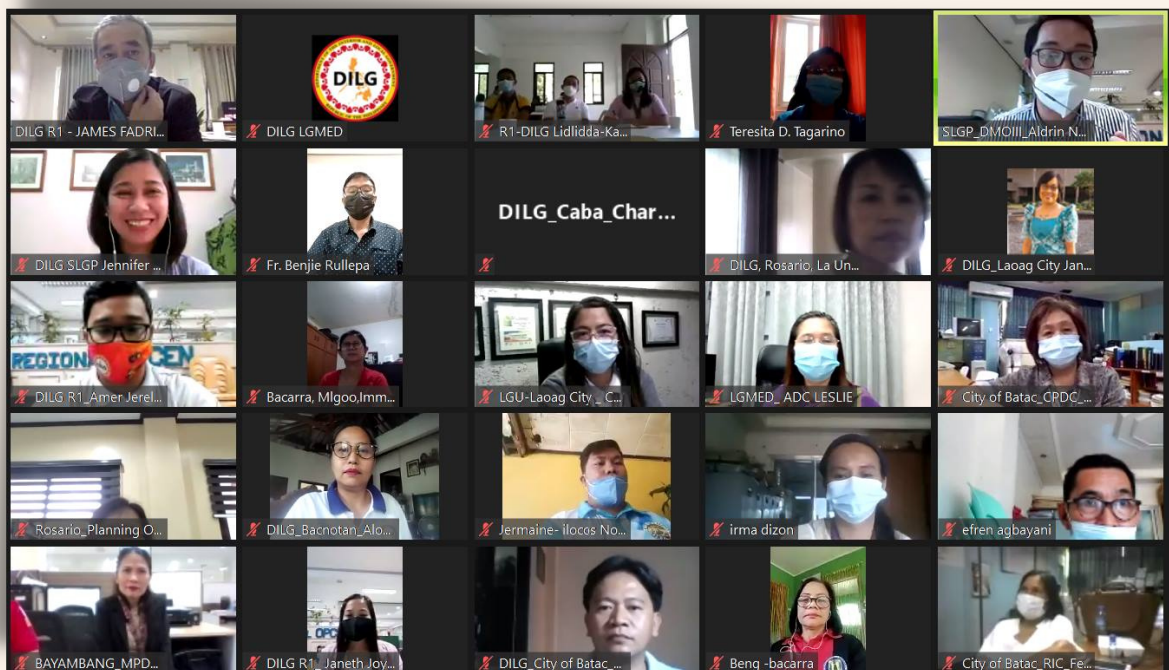 DILG R1 - JAMES FADRI...
DILG
DILG LGMED
R1-DILG Lidlidda-Ka...
Teresita D. Tagarino
SLGP_DMOIII_Aldrin N...
DILG SLGP Jennifer ...
Fr. Benjie Rullepa
DILG_Caba_Char...
DILG, Rosario, La Un...
DILG_Laoag City Jan...
REGION
CEN
DILG R1_Amer Jerel...
Bacarra, Mlgoo,Imm...
LGU-Laoag City _ C...
LGMED_ ADC LESLIE
City of Batac_CPDC_...
Rosario_Planning O...
DILG_Bacnotan_Alo...
Jermaine- ilocos No...
irma dizon
efren agbayani
BAYAMBANG_MPD...
DILG R1_ Janeth Joy...
DILG_City of Batac_...
Beng -bacarra
City of Batac_RIC_Fe...